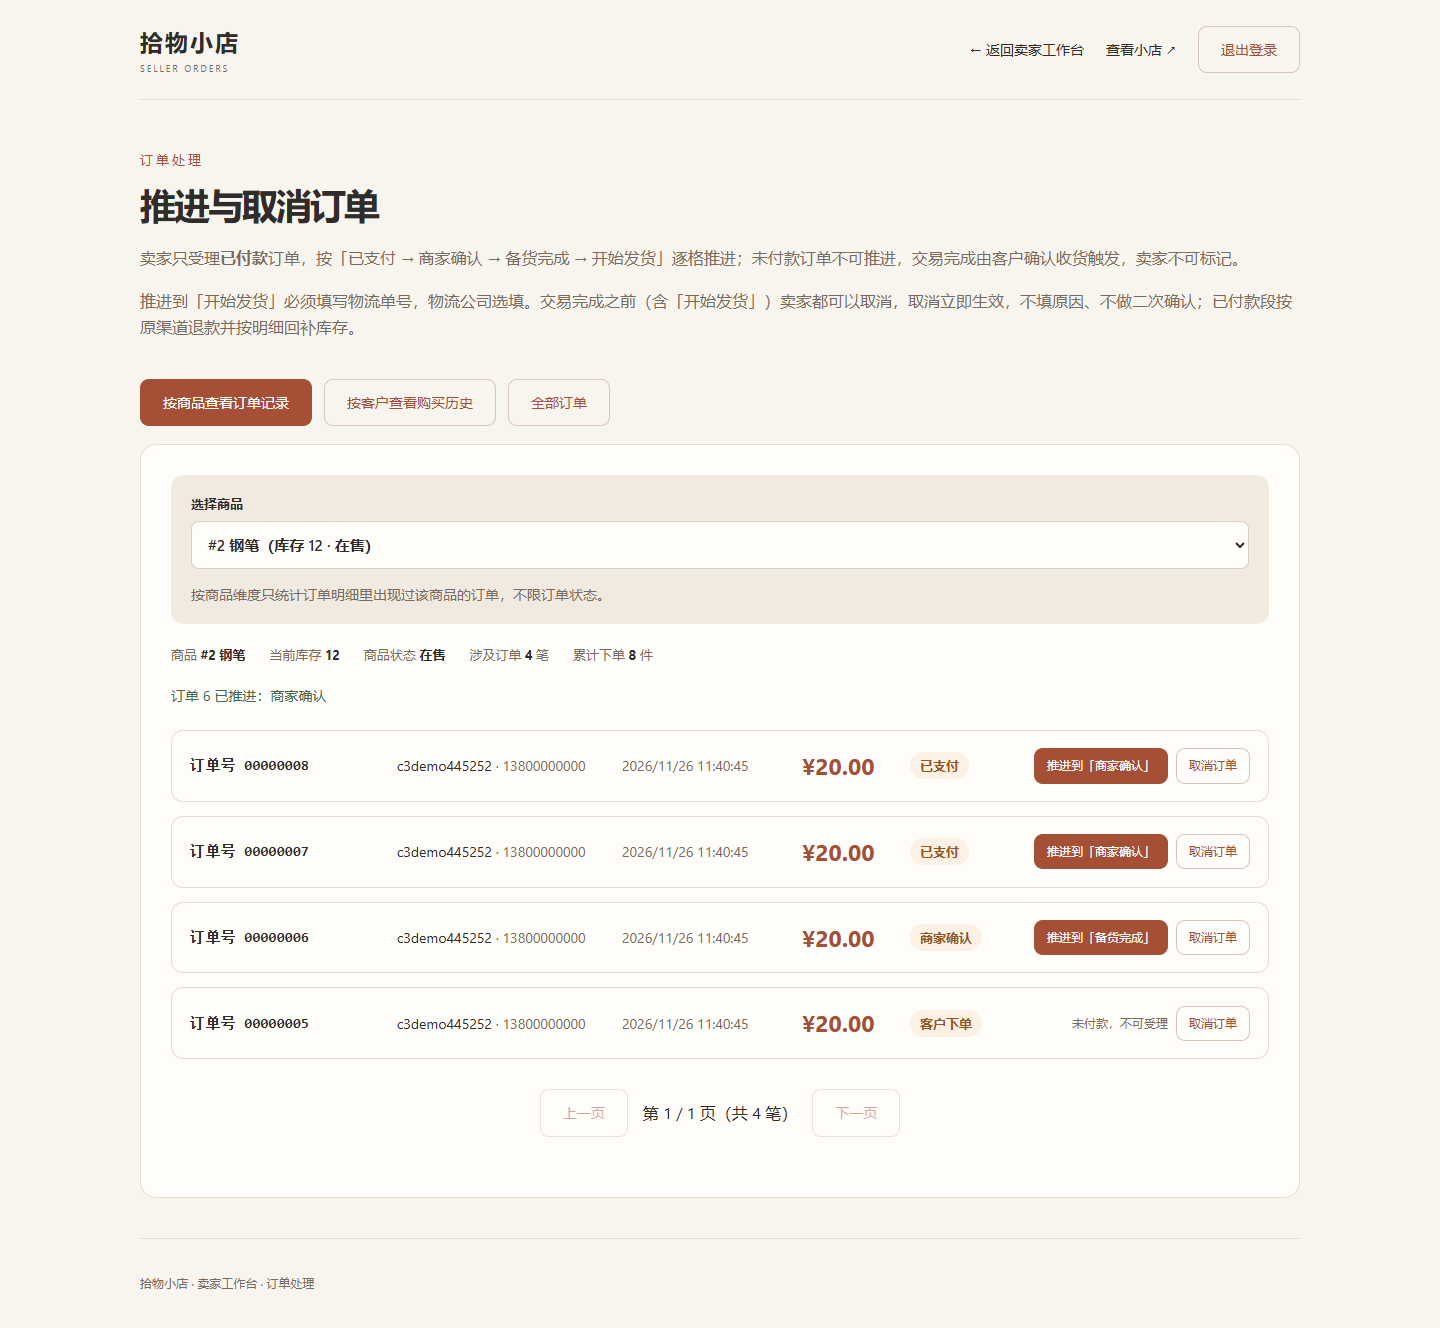 拾物小店
SELLER ORDERS
← 返回卖家工作台
查看小店 ↗
退出登录
订单处理
推进与取消订单
卖家只受理已付款订单，按「已支付 → 商家确认 → 备货完成 → 开始发货」逐格推进；未付款订单不可推进，交易完成由客户确认收货触发，卖家不可标记。
推进到「开始发货」必须填写物流单号，物流公司选填。交易完成之前（含「开始发货」）卖家都可以取消，取消立即生效，不填原因、不做二次确认；已付款段按
原渠道退款并按明细回补库存。
按商品查看订单记录
按客户查看购买历史
全部订单
选择商品
#2 钢笔（库存 12 · 在售）
按商品维度只统计订单明细里出现过该商品的订单，不限订单状态。
商品 #2 钢笔 当前库存 12 商品状态 在售 涉及订单 4 笔 累计下单 8 件
订单 6 已推进：商家确认
订单号 00000008 c3demo445252 · 13800000000 2026/11/26 11:40:45 ¥20.00 已支付 推进到「商家确认」 取消订单
订单号 00000007 c3demo445252 · 13800000000 2026/11/26 11:40:45 ¥20.00 已支付 推进到「商家确认」 取消订单
订单号 00000006 c3demo445252 · 13800000000 2026/11/26 11:40:45 ¥20.00 商家确认 推进到「备货完成」 取消订单
订单号 00000005 c3demo445252 · 13800000000 2026/11/26 11:40:45 ¥20.00 客户下单 未付款，不可受理 取消订单
上一页 第 1 / 1 页（共 4 笔） 下一页
拾物小店 · 卖家工作台 · 订单处理